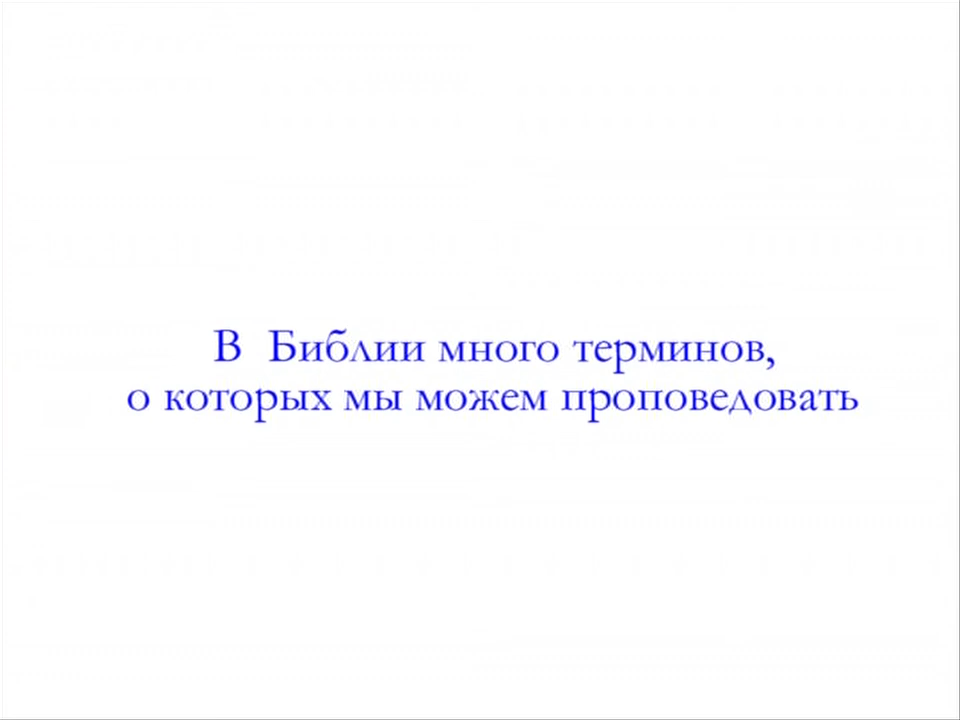 В Библии много терминов,
о которых мы можем проповедовать